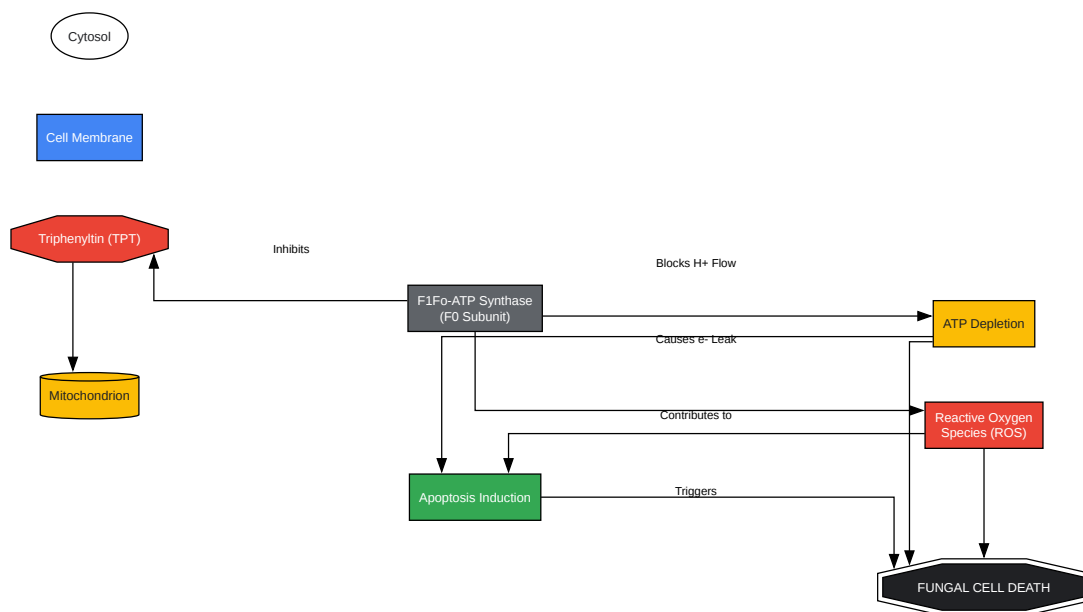 Cytosol
Cell Membrane
Triphenyltin (TPT)
Inhibits
Blocks H+ Flow
F1Fo-ATP Synthase
(F0 Subunit)
ATP Depletion
Causes e- Leak
Mitochondrion
Contributes to
Reactive Oxygen
Species (ROS)
Apoptosis Induction
Triggers
FUNGAL CELL DEATH